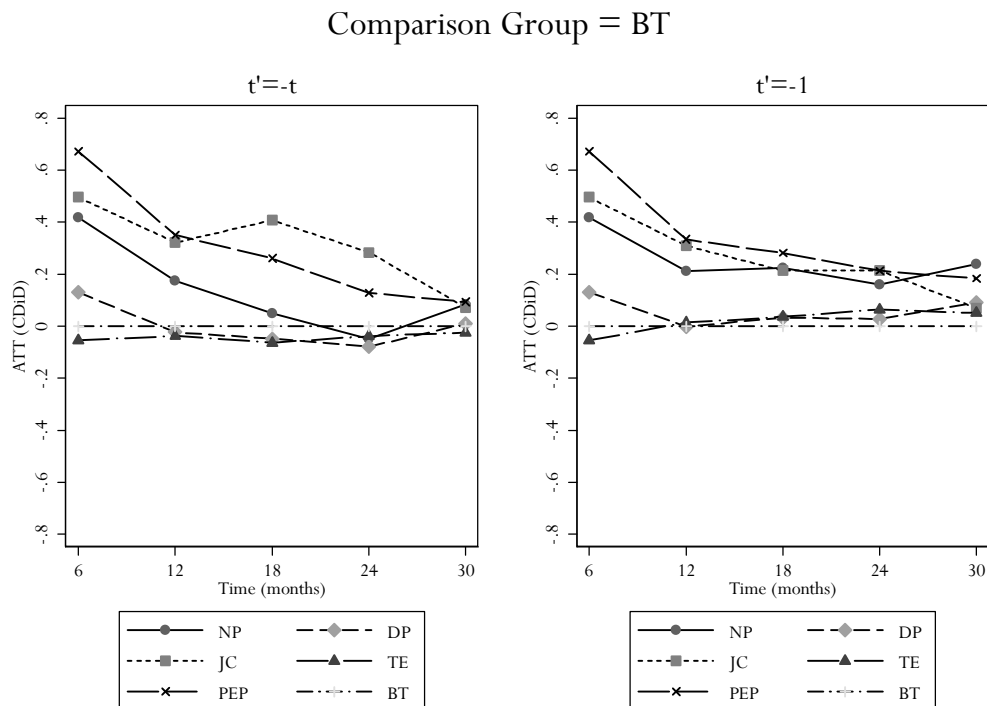 Comparison Group = BT
t'=-t
ATT (CDiD)
.8
.6
.4
.2
0
-.2
-.4
-.6
-.8
6 12 18 24 30
Time (months)
NP DP
JC TE
PEP BT
t'=-1
ATT (CDiD)
.8
.6
.4
.2
0
-.2
-.4
-.6
-.8
6 12 18 24 30
Time (months)
NP DP
JC TE
PEP BT